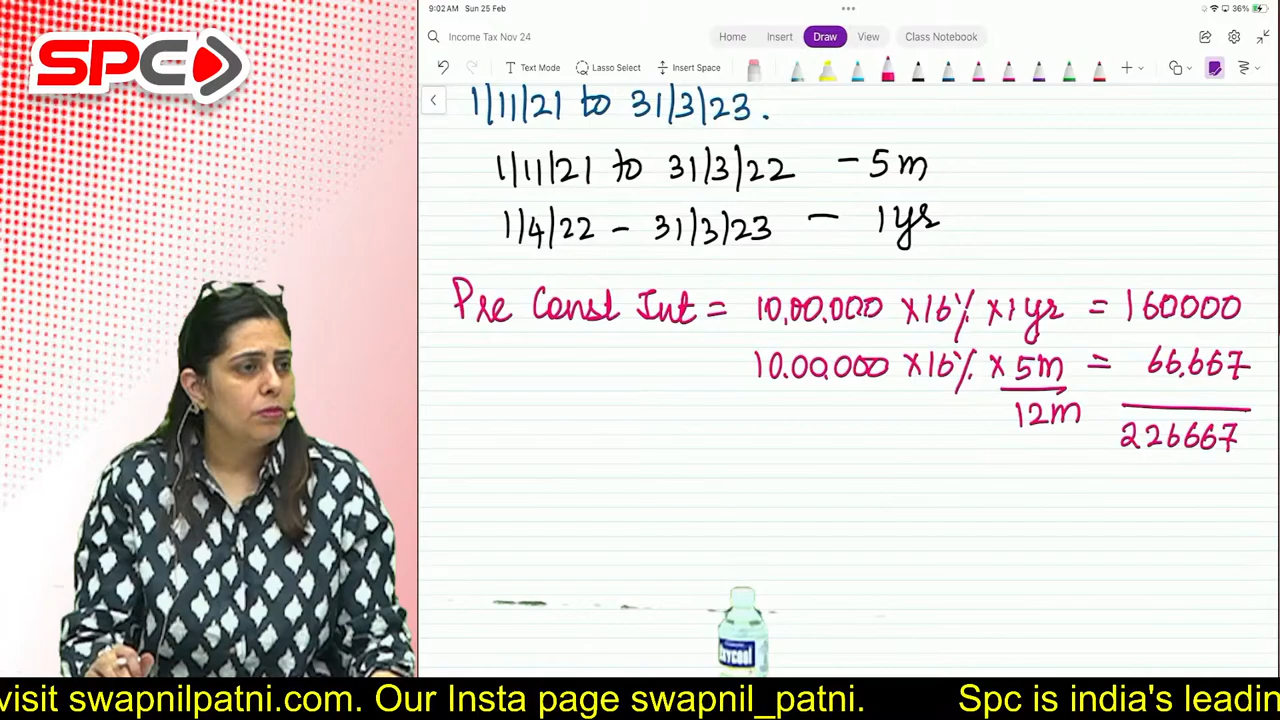 SPC
9:02AM Sun 25 Feb
36%
Income Tax Nov 24
Home Insert Draw View Class Notebook
Text Mode Lasso Select Insert Space
1/11/21 to 31/3/23.
1/11/21 to 31/3/22 - 5m
1/4/22 - 31/3/23 - 1yr
Pre Const Int = 10,00,000 x16% x1yr = 160000
10,00,000 x16% x 5m = 66,667
12m
226667
visit swapnilpatni.com. Our Insta page swapnil_patni. Spc is india's leadin